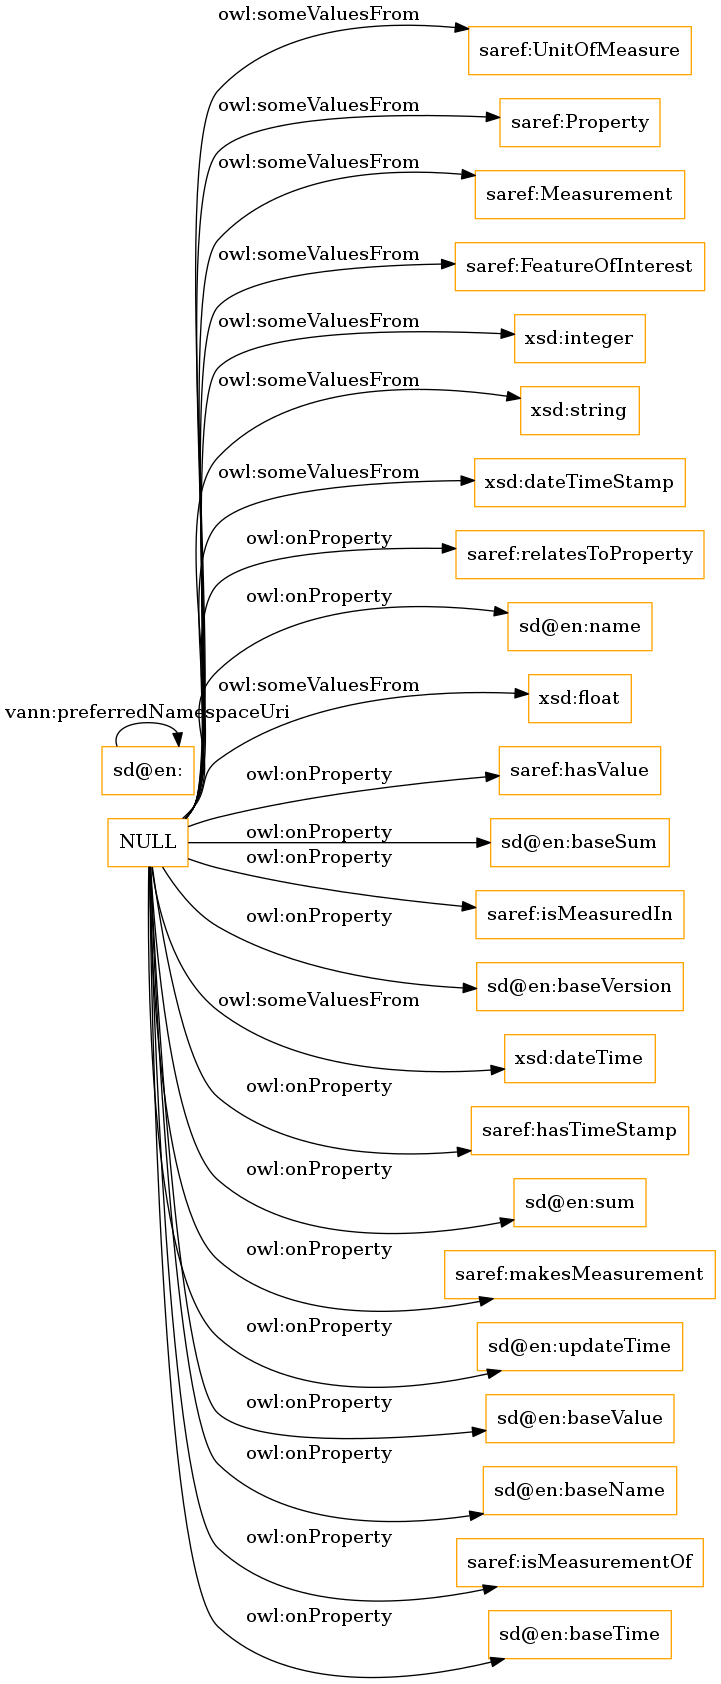 owl:someValuesFrom
saref:UnitOfMeasure
owl:someValuesFrom
saref:Property
owl:someValuesFrom
saref:Measurement
owl:someValuesFrom
saref:FeatureOfInterest
owl:someValuesFrom
xsd:integer
owl:someValuesFrom
xsd:string
owl:someValuesFrom
xsd:dateTimeStamp
owl:onProperty
saref:relatesToProperty
owl:onProperty
sd@en:name
owl:someValuesFrom
xsd:float
vann:preferredNamespaceUri
sd@en:
owl:onProperty
saref:hasValue
NULL
owl:onProperty
sd@en:baseSum
owl:onProperty
saref:isMeasuredIn
owl:onProperty
sd@en:baseVersion
owl:someValuesFrom
xsd:dateTime
owl:onProperty
saref:hasTimeStamp
owl:onProperty
sd@en:sum
owl:onProperty
saref:makesMeasurement
owl:onProperty
sd@en:updateTime
owl:onProperty
sd@en:baseValue
owl:onProperty
sd@en:baseName
owl:onProperty
saref:isMeasurementOf
owl:onProperty
sd@en:baseTime